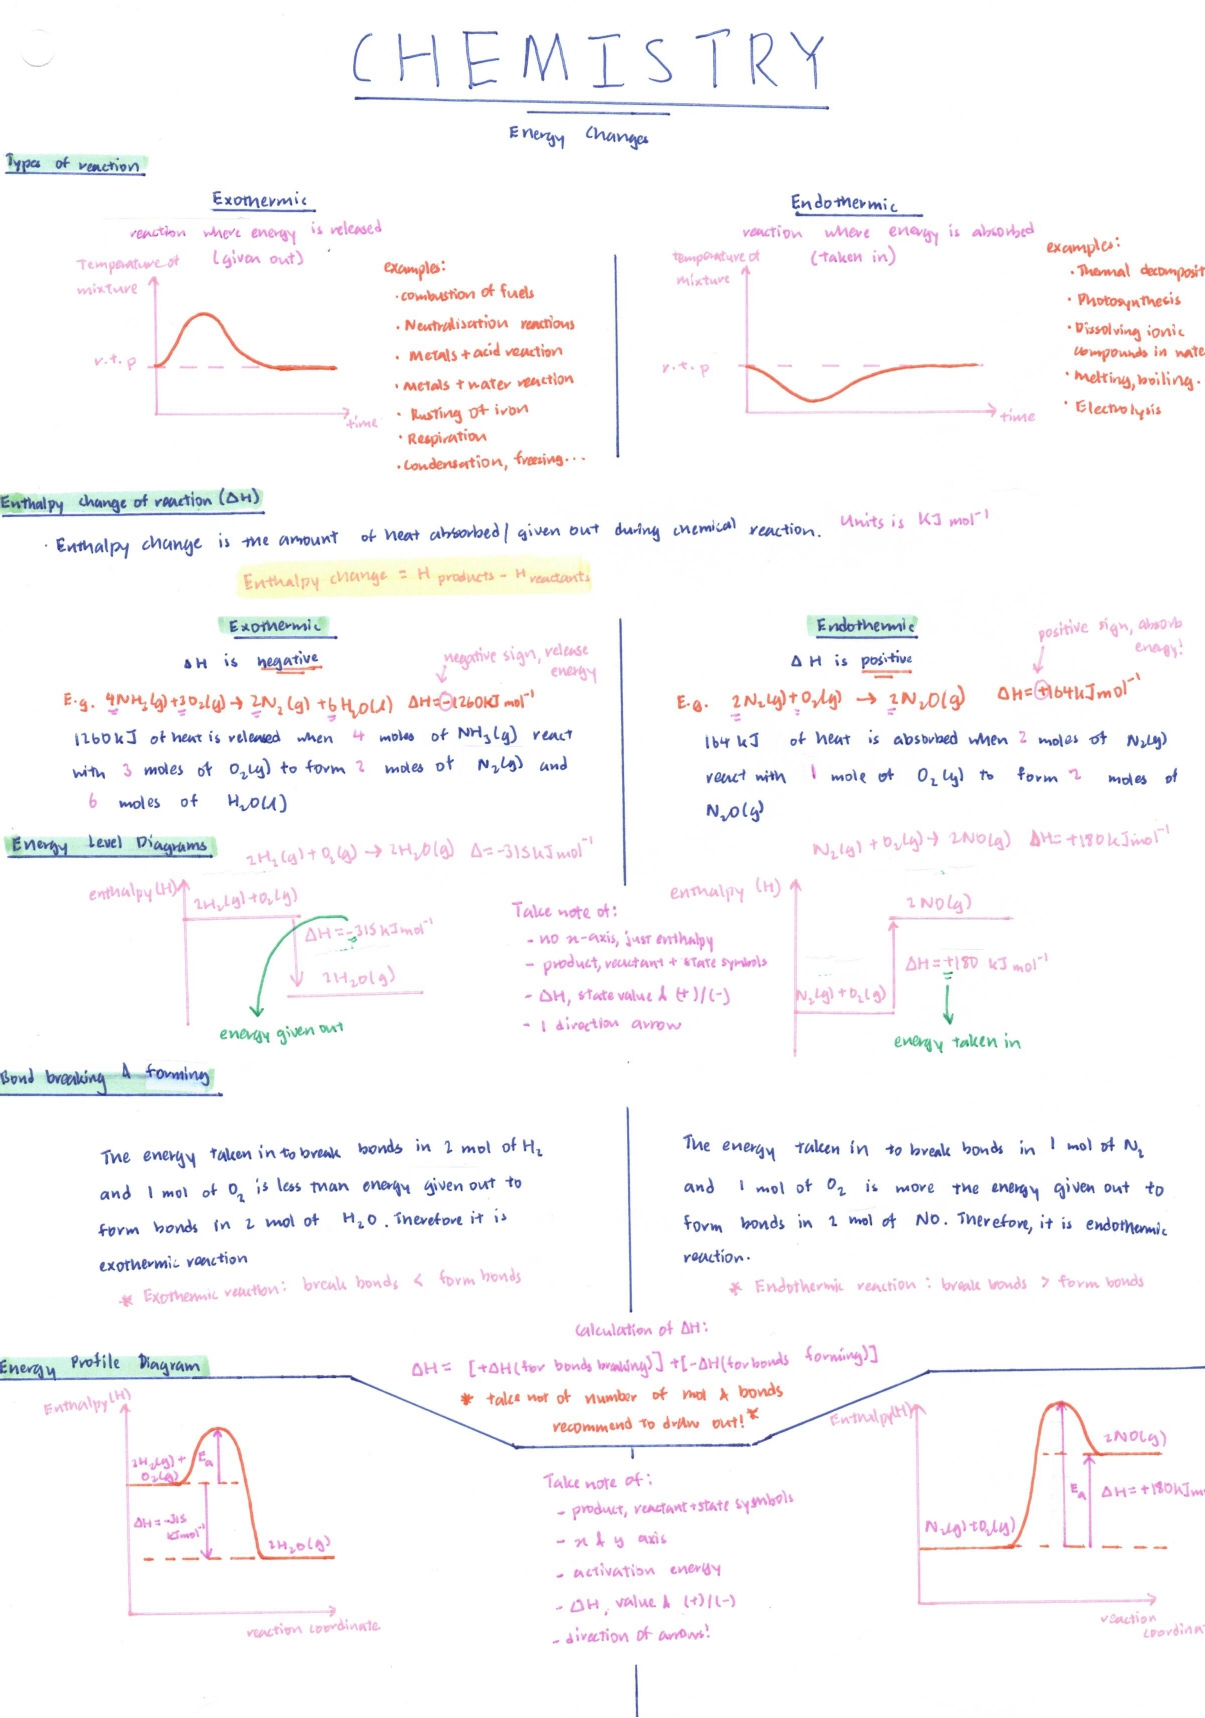 CHEMISTRY
Energy Changes
Types of reaction
Exothermic
reaction where energy is released
(given out)
Temperature of
mixture
r.t.p
time
examples:
· combustion of fuels
· Neutralisation reactions
· Metals + acid reaction
· Metals + water reaction
· Rusting of iron
· Respiration
· Condensation, freezing...
Endothermic
reaction where energy is absorbed
(taken in)
Temperature of
mixture
r.t.p
time
examples:
· Thermal decomposit
· Photosynthesis
· Dissolving ionic
compounds in wate
· Melting, boiling.
· Electrolysis
Enthalpy change of reaction (ΔH)
· Enthalpy change is the amount of heat absorbed/ given out during chemical reaction. Units is KJ mol⁻¹
Enthalpy change = H products - H reactants
Exothermic
ΔH is negative
negative sign, release
energy
E.g. 4NH₃(g)+3O₂(g) → 2N₂(g) + 6H₂O(l) ΔH=-1260KJ mol⁻¹
1260kJ of heat is released when 4 moles of NH₃(g) react
with 3 moles of O₂(g) to form 2 moles of N₂(g) and
6 moles of H₂O(l)
Endothermic
ΔH is positive
positive sign, absorb
energy!
E.g. 2N₂(g)+O₂(g) → 2N₂O(g) ΔH=+164kJmol⁻¹
164 kJ of heat is absorbed when 2 moles of N₂(g)
react with 1 mole of O₂(g) to form 2 moles of
N₂O(g)
Energy Level Diagrams
2H₂(g)+O₂(g) → 2H₂O(g) Δ=-315kJmol⁻¹
enthalpy(H)
2H₂(g)+O₂(g)
ΔH=-315kJmol⁻¹
2H₂O(g)
energy given out
Take note of:
- no x-axis, just enthalpy
- product, reactant + state symbols
- ΔH, state value & (+)/(-)
- 1 direction arrow
N₂(g)+O₂(g) → 2NO(g) ΔH=+180kJmol⁻¹
enthalpy (H)
2NO(g)
ΔH=+180 kJ mol⁻¹
N₂(g)+O₂(g)
energy taken in
Bond breaking & forming
The energy taken in to break bonds in 2 mol of H₂
and 1 mol of O₂ is less than energy given out to
form bonds in 2 mol of H₂O. Therefore it is
exothermic reaction
* Exothermic reaction: break bonds < form bonds
The energy taken in to break bonds in 1 mol of N₂
and 1 mol of O₂ is more the energy given out to
form bonds in 2 mol of NO. Therefore, it is endothermic
reaction.
* Endothermic reaction : break bonds > form bonds
Calculation of ΔH:
ΔH = [+ΔH(for bonds breaking)] +[-ΔH(for bonds forming)]
* take not of number of mol & bonds
recommend to draw out! *
Energy Profile Diagram
Enthalpy(H)
2H₂(g)+
O₂(g)
Eₐ
ΔH=-315
kJmol⁻¹
2H₂O(g)
reaction coordinate
Take note of:
- product, reactant+state symbols
- x & y axis
- activation energy
- ΔH, value & (+)/(-)
- direction of arrows!
Enthalpy(H)
2NO(g)
E_A
ΔH=+180kJm
N₂(g)+O₂(g)
reaction
coordina